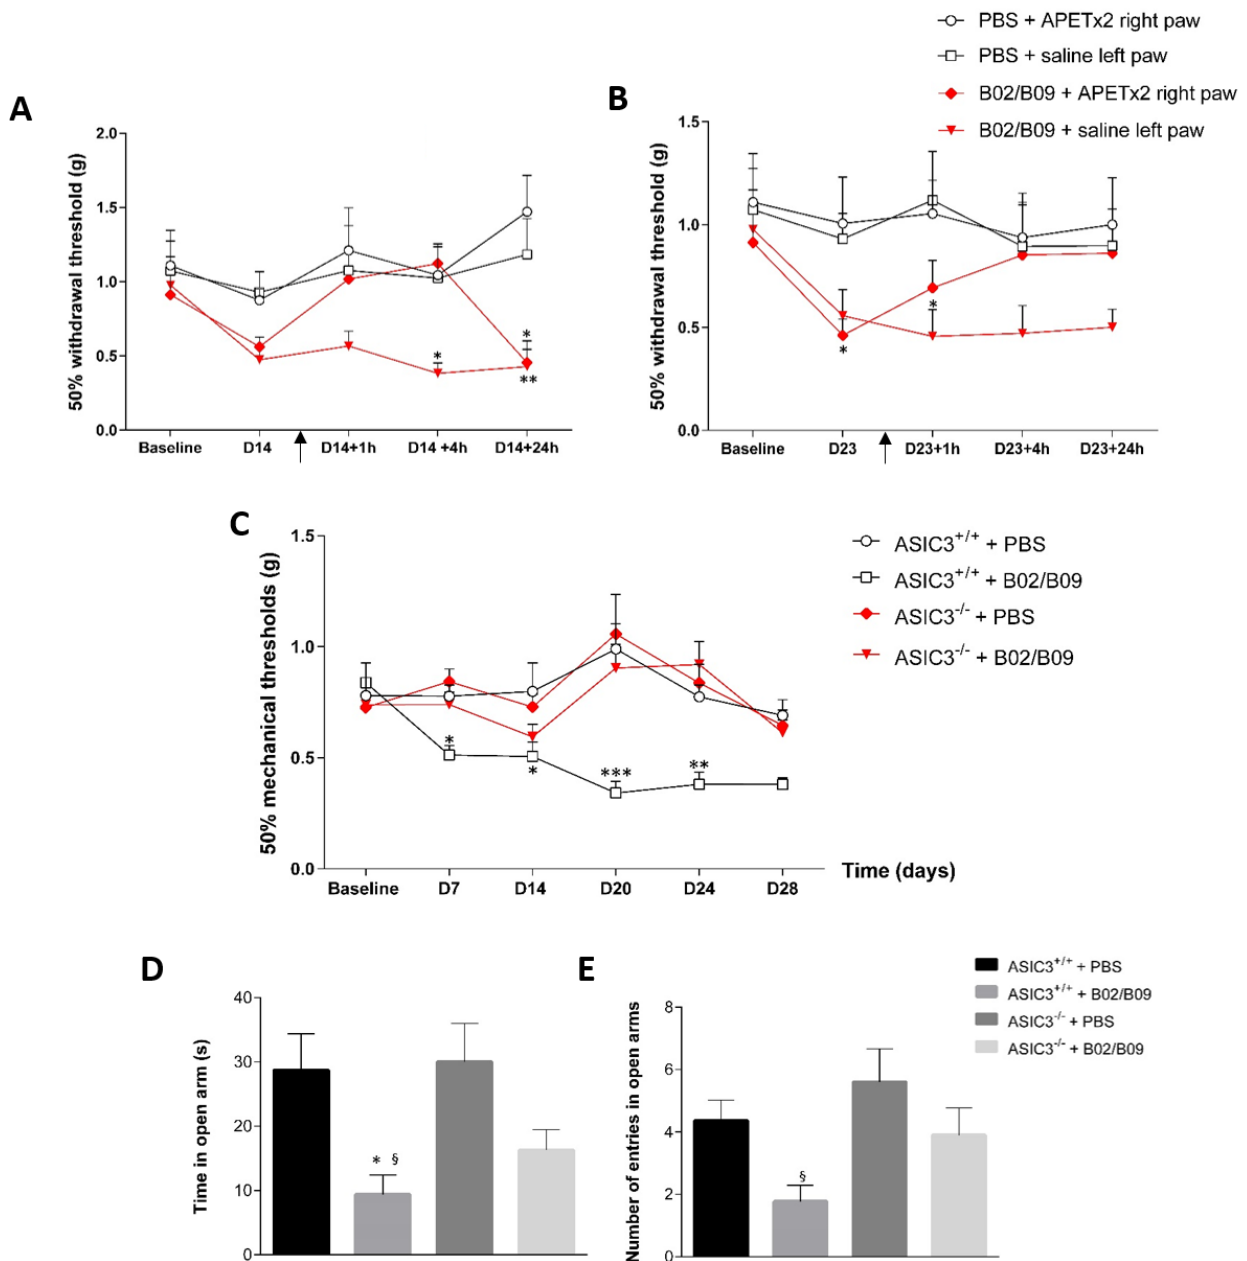 PBS + APETx2 right paw
PBS + saline left paw
B02/B09 + APETx2 right paw
B02/B09 + saline left paw
A
50% withdrawal threshold (g)
2.0
1.5
1.0
0.5
0.0
*
*
**
Baseline D14 D14+1h D14 +4h D14+24h
B
50% withdrawal threshold (g)
1.5
1.0
0.5
0.0
*
*
Baseline D23 D23+1h D23+4h D23+24h
C
50% mechanical thresholds (g)
1.5
1.0
0.5
0.0
*
*
***
**
Baseline D7 D14 D20 D24 D28
Time (days)
ASIC3+/+ + PBS
ASIC3+/+ + B02/B09
ASIC3-/- + PBS
ASIC3-/- + B02/B09
D
Time in open arm (s)
40
30
20
10
0
* §
E
Number of entries in open arms
8
6
4
2
0
§
ASIC3+/+ + PBS
ASIC3+/+ + B02/B09
ASIC3-/- + PBS
ASIC3-/- + B02/B09